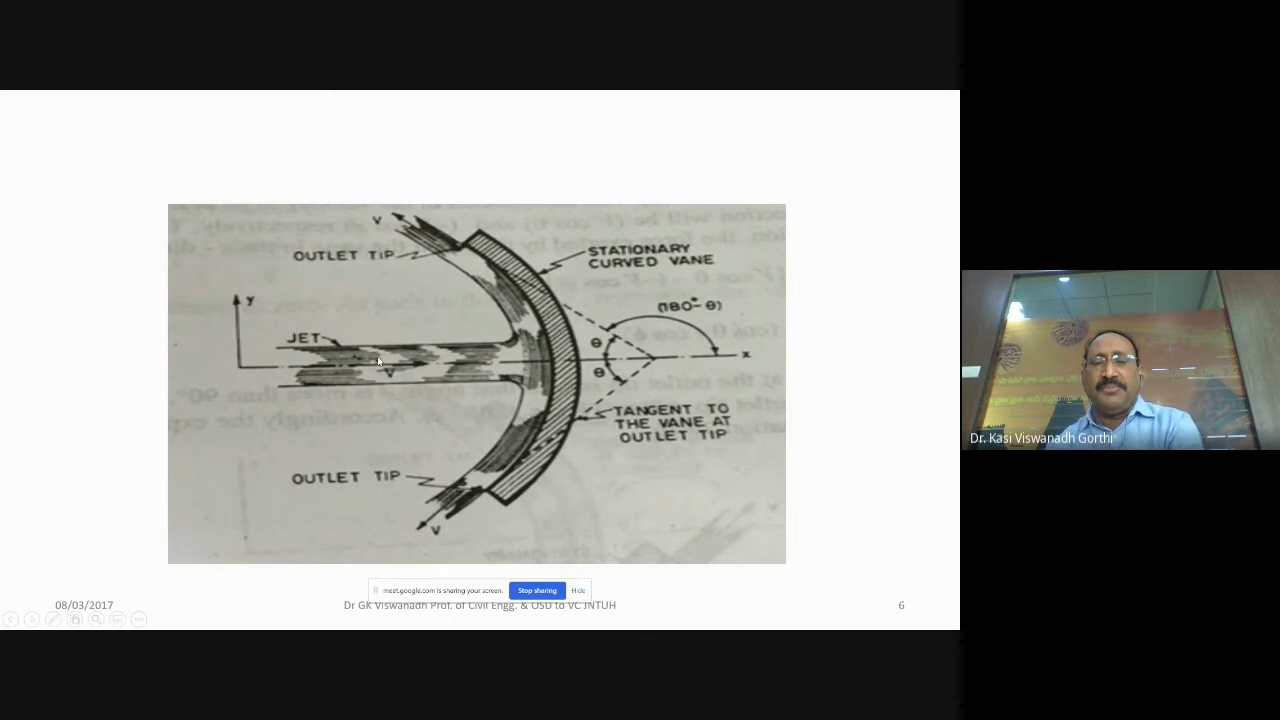 V
OUTLET TIP
STATIONARY
CURVED VANE
(180°-θ)
y
JET
θ
x
V
θ
TANGENT TO
THE VANE AT
OUTLET TIP
OUTLET TIP
V
meet.google.com is sharing your screen.
Stop sharing
Hide
08/03/2017
Dr GK Viswanadh Prof. of Civil Engg. & OSD to VC JNTUH
6
Dr. Kasi Viswanadh Gorthi